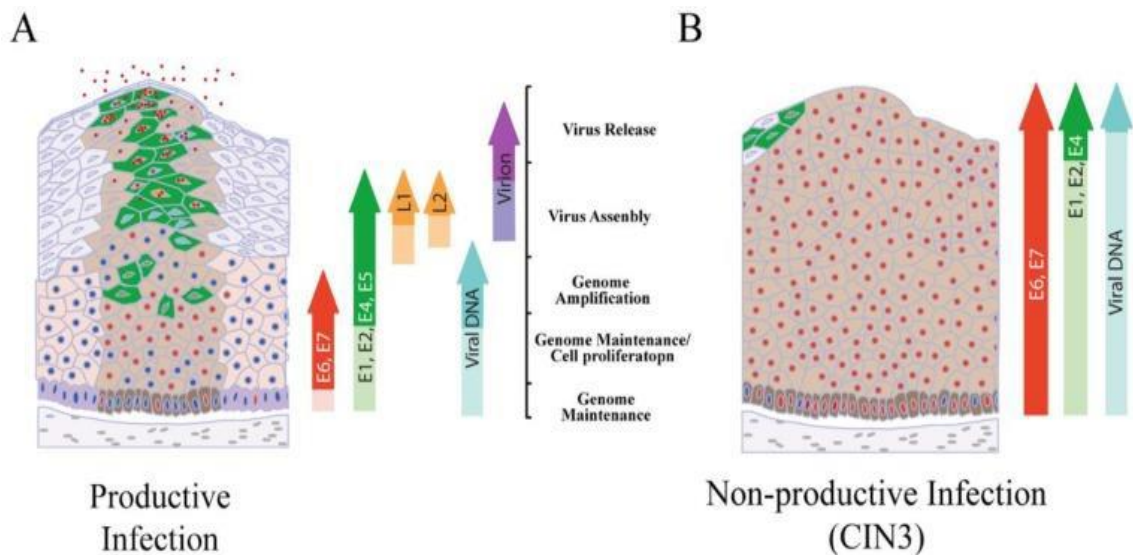 A
B
Virus Release
Virus Assenbly
Genome
Amplification
Genome Maintenance/
Cell proliferatopn
Genome
Maintenance
E6, E7
E1, E2, E4, E5
L1
L2
Viral DNA
Virion
E6, E7
E1, E2, E4
Viral DNA
Productive
Infection
Non-productive Infection
(CIN3)